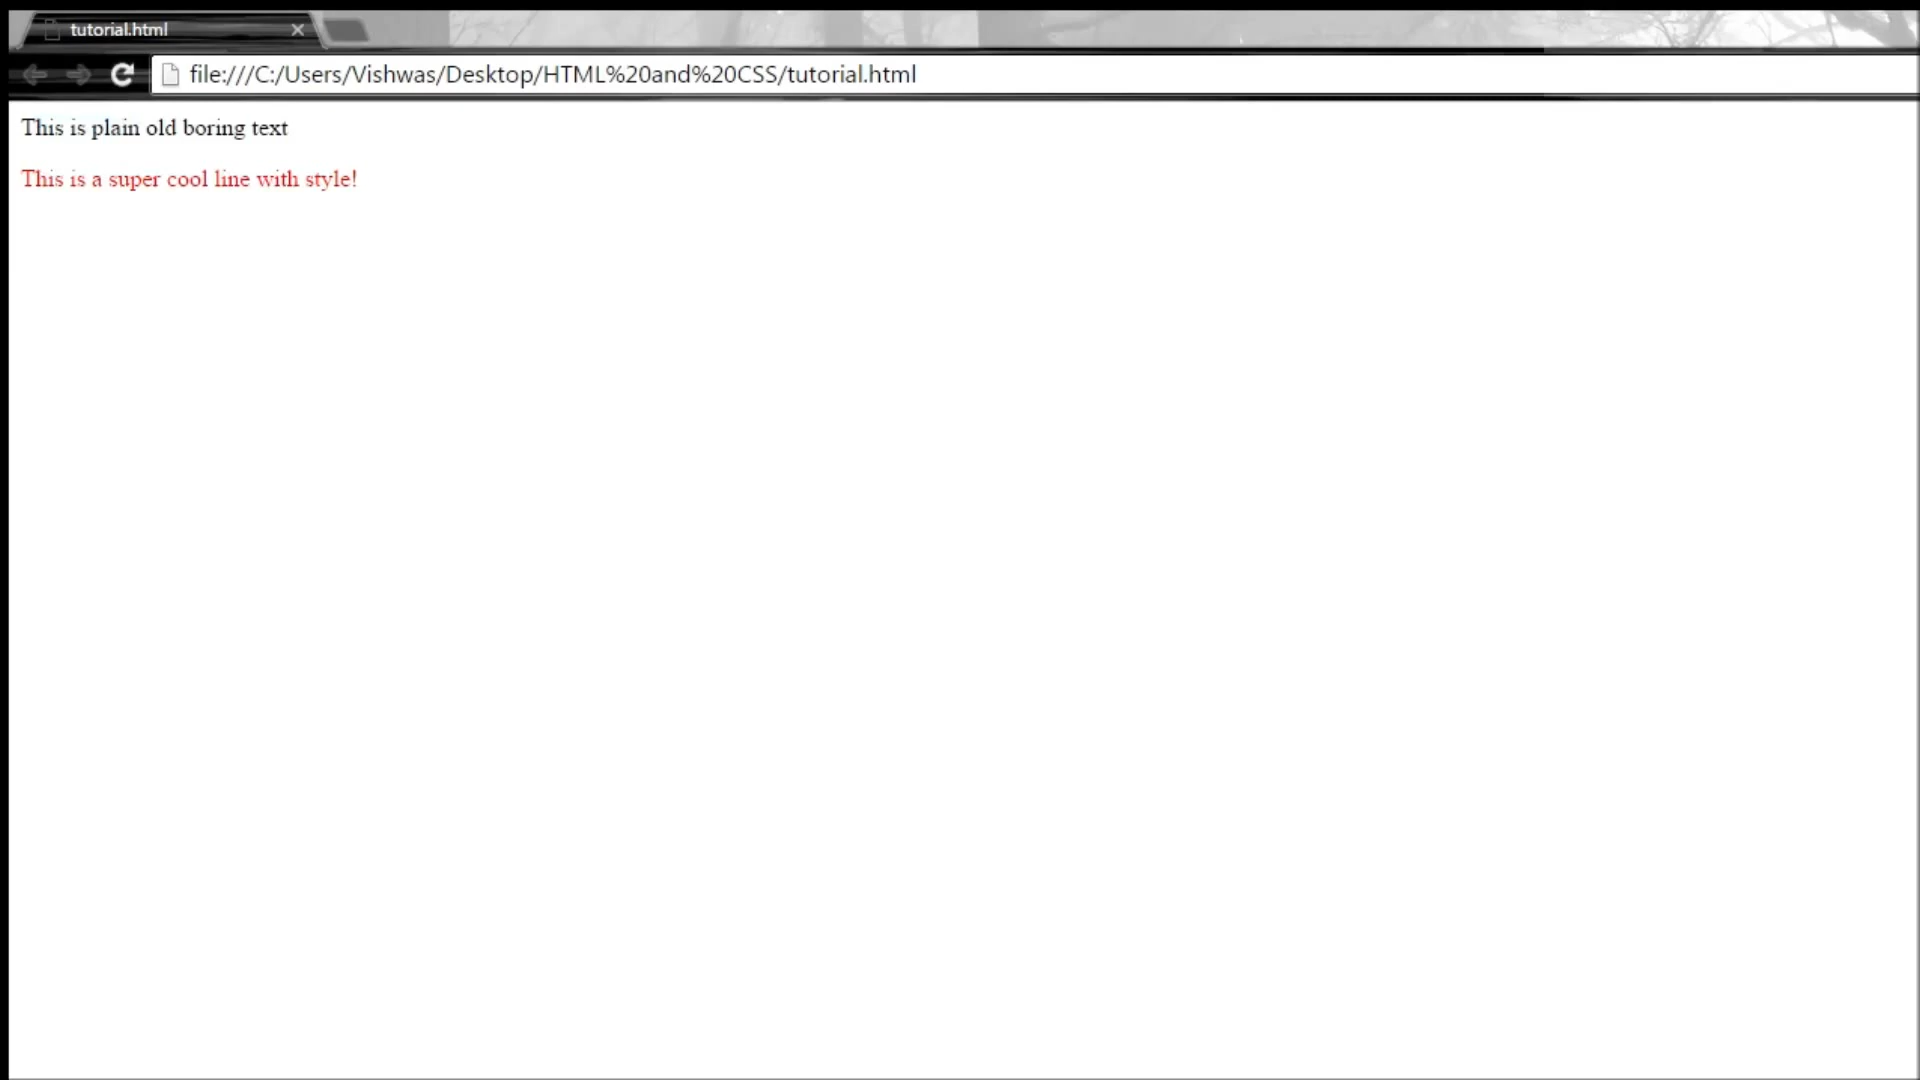 tutorial.html
file:///C:/Users/Vishwas/Desktop/HTML%20and%20CSS/tutorial.html
This is plain old boring text
This is a super cool line with style!